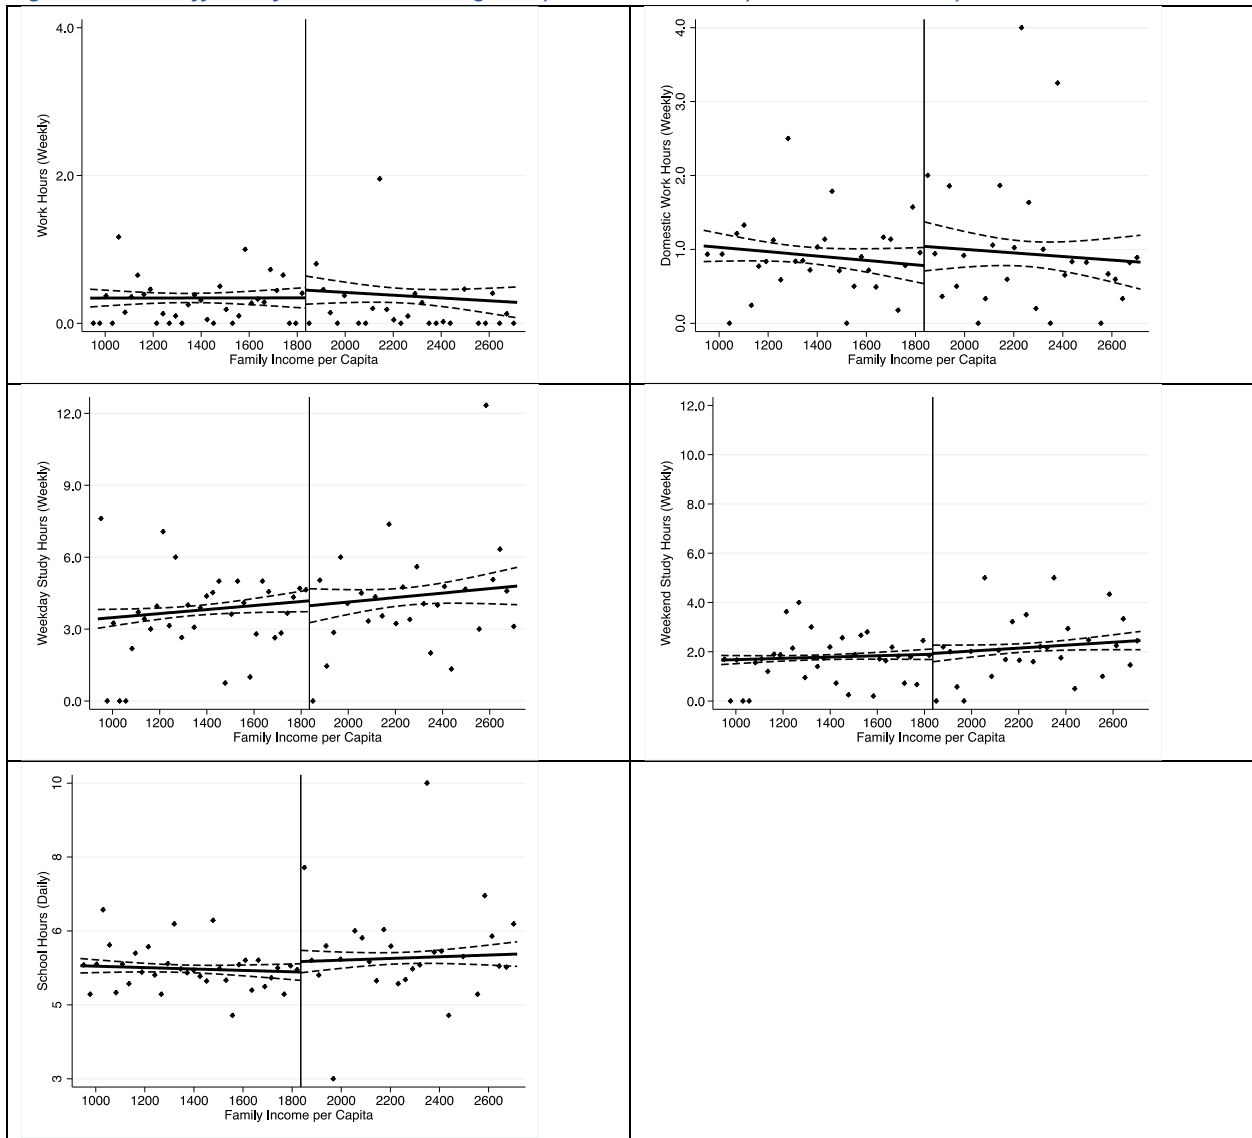 4.0
2.0
0.0
Work Hours (Weekly)
1000 1200 1400 1600 1800 2000 2200 2400 2600
Family Income per Capita
4.0
3.0
2.0
1.0
0.0
Domestic Work Hours (Weekly)
1000 1200 1400 1600 1800 2000 2200 2400 2600
Family Income per Capita
12.0
9.0
6.0
3.0
0.0
Weekday Study Hours (Weekly)
1000 1200 1400 1600 1800 2000 2200 2400 2600
Family Income per Capita
12.0
10.0
8.0
6.0
4.0
2.0
0.0
Weekend Study Hours (Weekly)
1000 1200 1400 1600 1800 2000 2200 2400 2600
Family Income per Capita
10
8
6
5
3
School Hours (Daily)
1000 1200 1400 1600 1800 2000 2200 2400 2600
Family Income per Capita